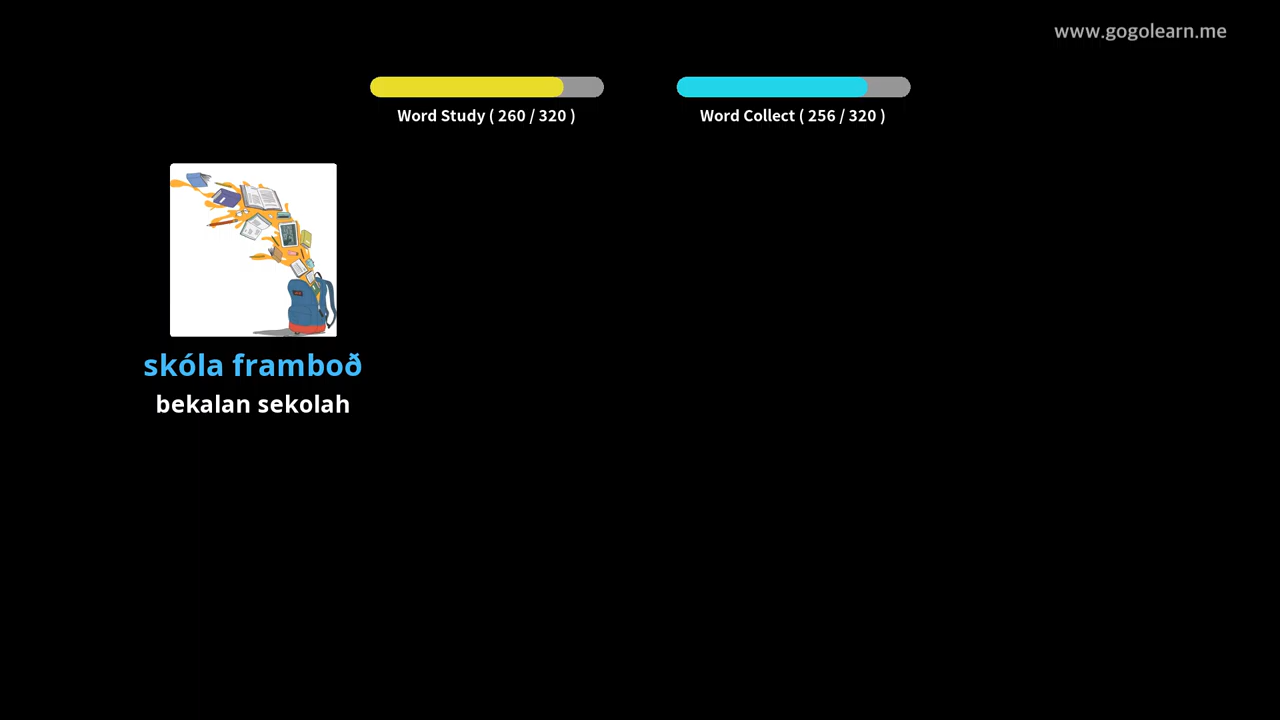 www.gogolearn.me
Word Study ( 260 / 320 )
Word Collect ( 256 / 320 )
skóla framboð
bekalan sekolah